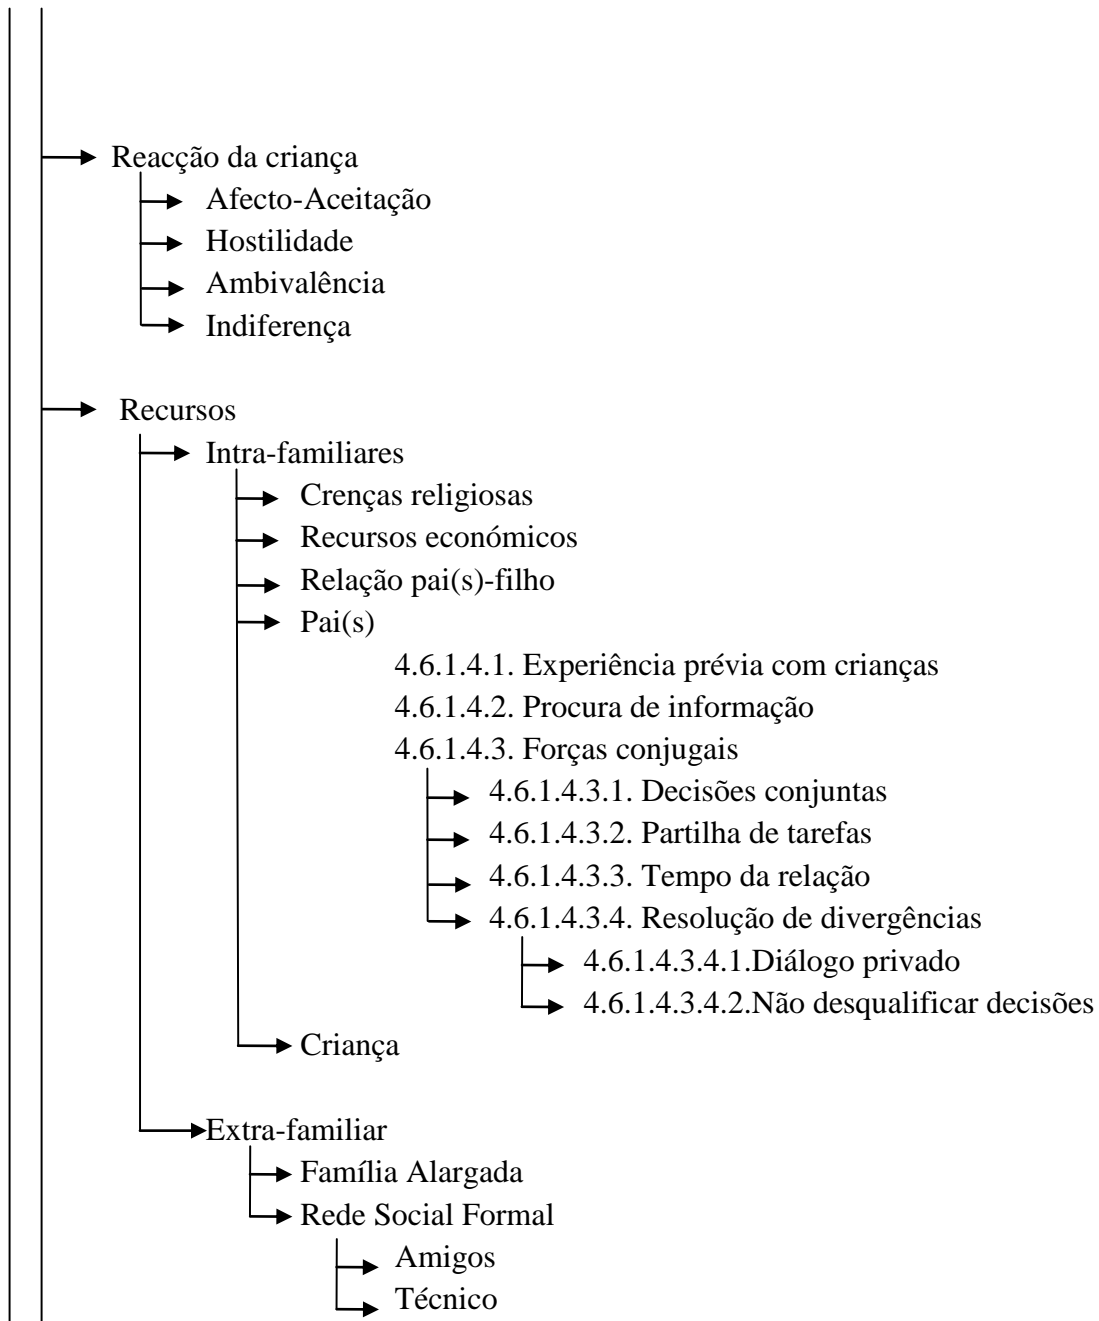 Reacção da criança
Afecto-Aceitação
Hostilidade
Ambivalência
Indiferença
Recursos
Intra-familiares
Crenças religiosas
Recursos económicos
Relação pai(s)-filho
Pai(s)
4.6.1.4.1. Experiência prévia com crianças
4.6.1.4.2. Procura de informação
4.6.1.4.3. Forças conjugais
4.6.1.4.3.1. Decisões conjuntas
4.6.1.4.3.2. Partilha de tarefas
4.6.1.4.3.3. Tempo da relação
4.6.1.4.3.4. Resolução de divergências
4.6.1.4.3.4.1.Diálogo privado
4.6.1.4.3.4.2.Não desqualificar decisões
Criança
Extra-familiar
Família Alargada
Rede Social Formal
Amigos
Técnico